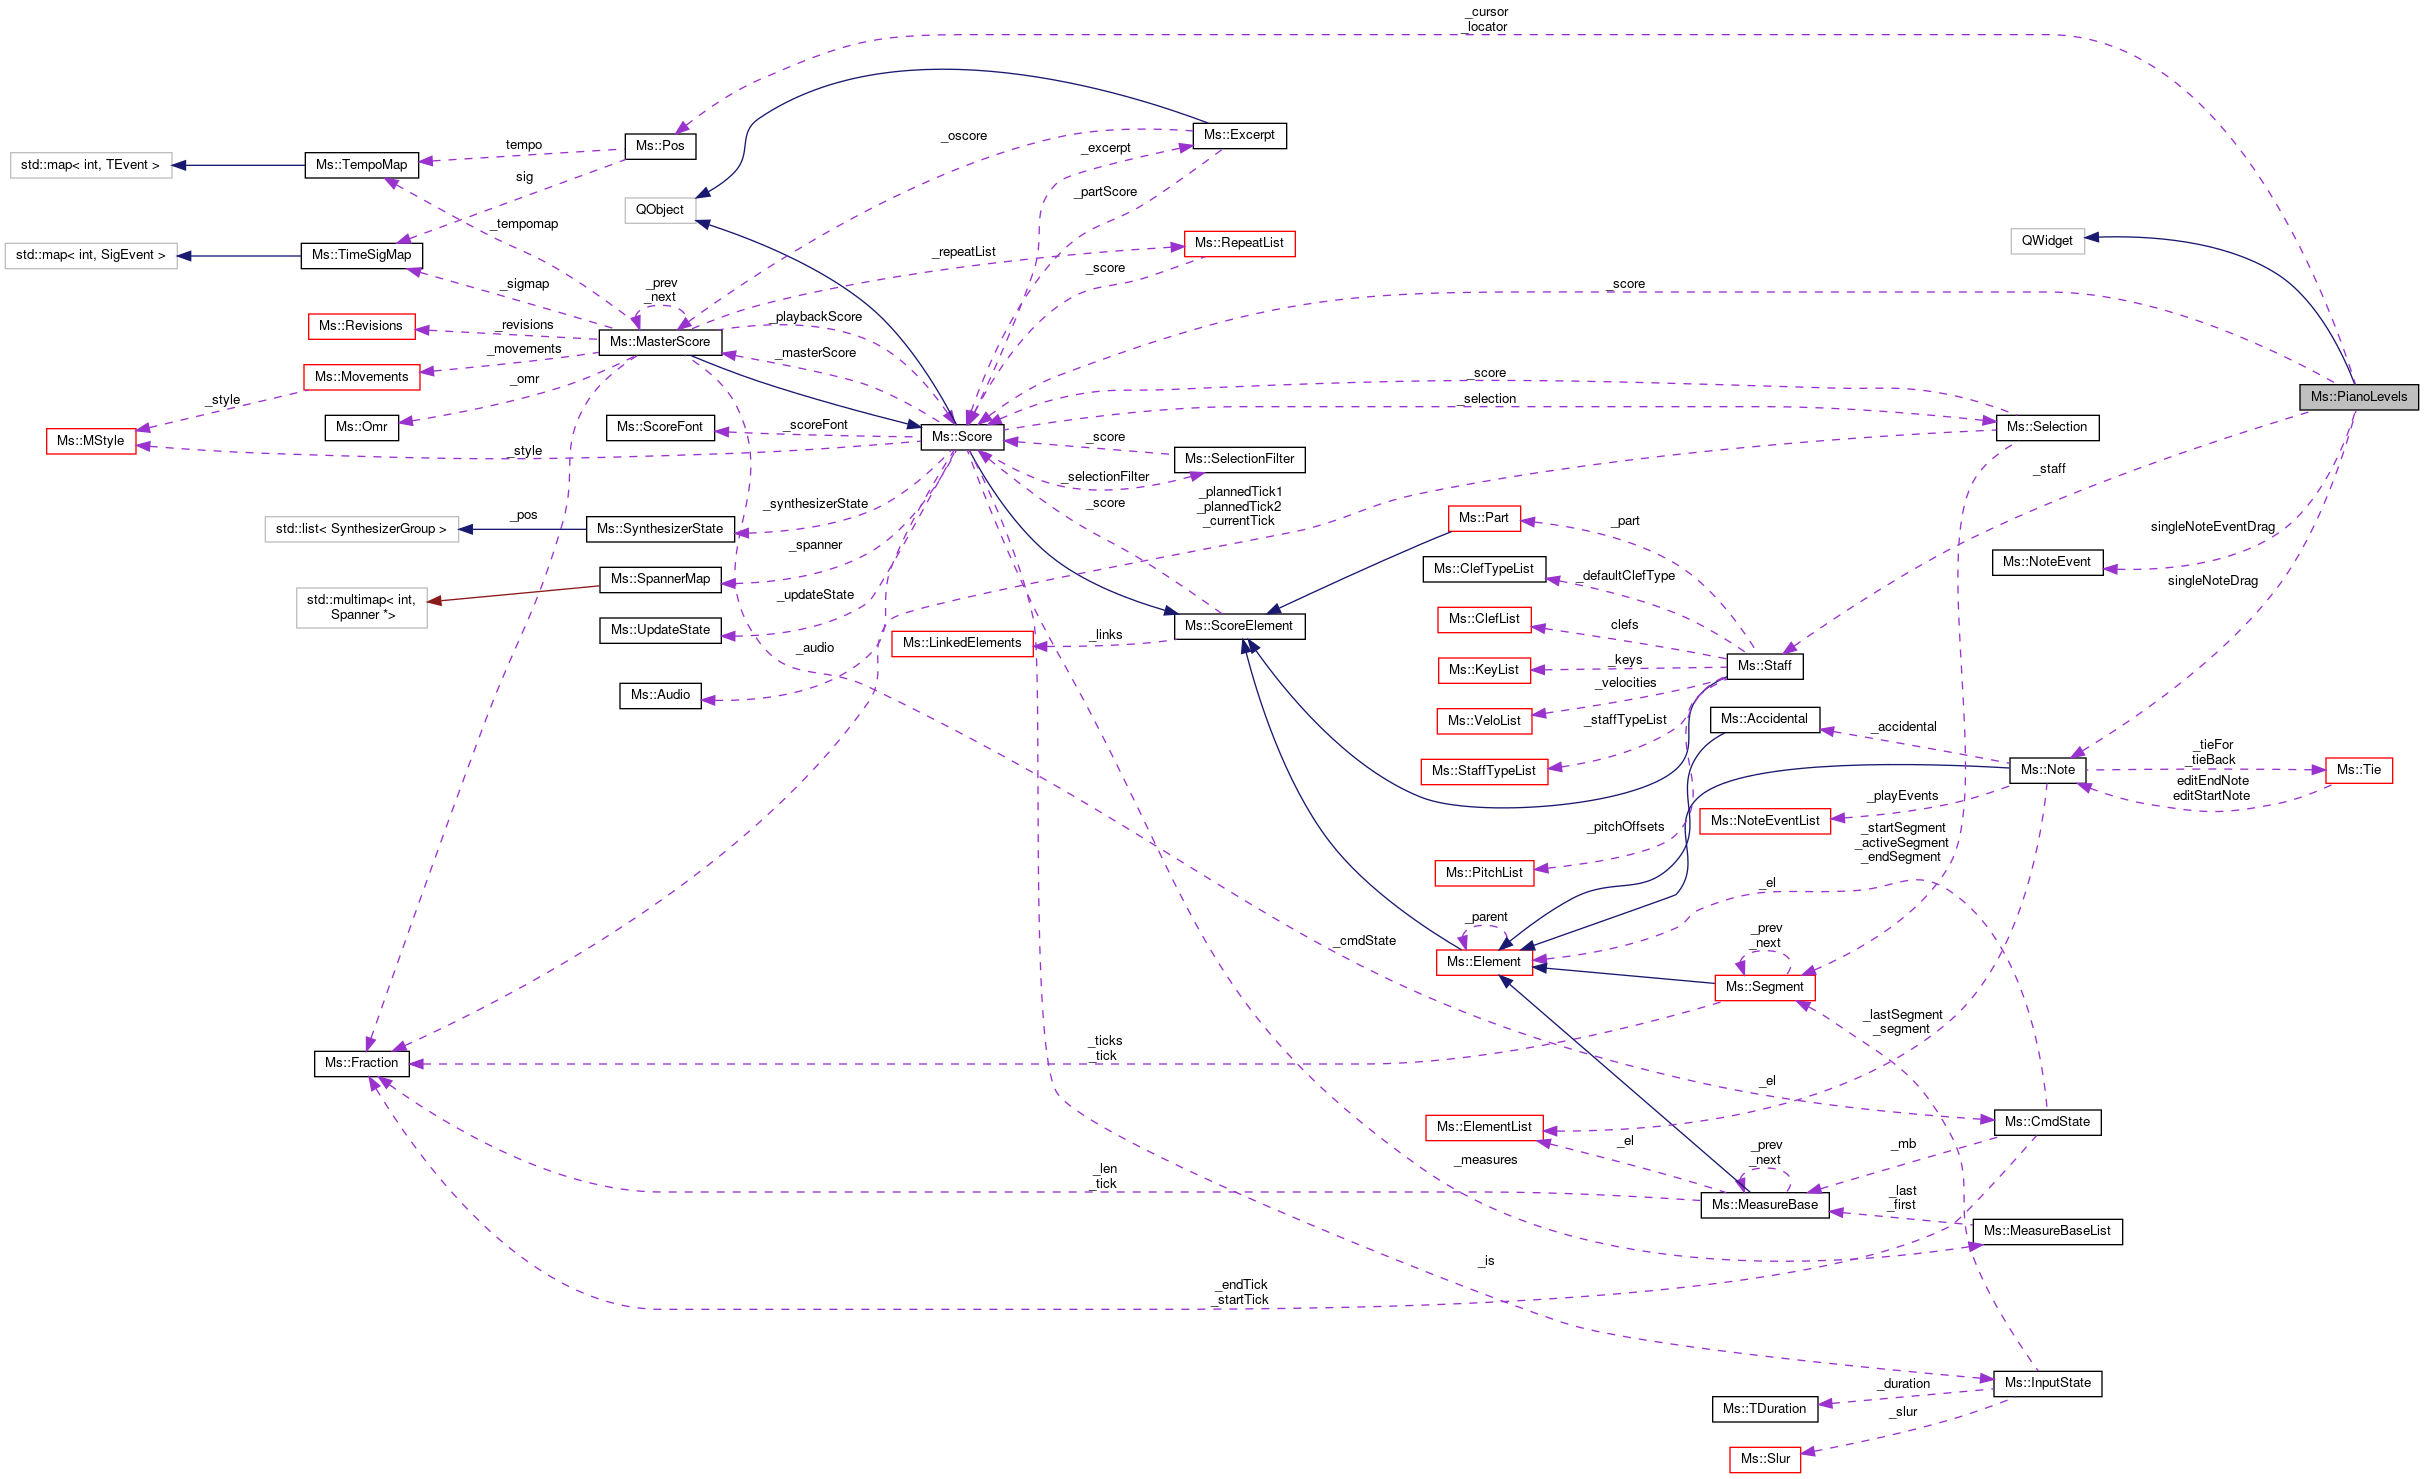 _cursor
_locator
Ms::Excerpt
_oscore
_excerpt
tempo
Ms::Pos
std::map< int, TEvent >
Ms::TempoMap
sig
_partScore
QObject
_tempomap
QWidget
_repeatList
Ms::RepeatList
std::map< int, SigEvent >
Ms::TimeSigMap
_score
_sigmap
_prev
_next
_score
Ms::Revisions
_revisions
_playbackScore
Ms::MasterScore
_movements
_masterScore
Ms::Movements
_omr
_score
_style
_selection
Ms::PianoLevels
Ms::Omr
Ms::ScoreFont
_scoreFont
Ms::Score
_score
Ms::Selection
Ms::MStyle
_style
Ms::SelectionFilter
_selectionFilter
_staff
_synthesizerState
_score
_plannedTick1
_plannedTick2
_currentTick
Ms::Part
_part
std::list< SynthesizerGroup >
_pos
Ms::SynthesizerState
singleNoteEventDrag
_spanner
Ms::ClefTypeList
_defaultClefType
Ms::NoteEvent
std::multimap< int,
Spanner *>
Ms::SpannerMap
_updateState
singleNoteDrag
Ms::UpdateState
Ms::LinkedElements
_links
Ms::ScoreElement
Ms::ClefList
clefs
_audio
Ms::KeyList
_keys
Ms::Staff
Ms::Audio
_velocities
Ms::VeloList
_staffTypeList
Ms::Accidental
_accidental
_tieFor
_tieBack
Ms::StaffTypeList
Ms::Note
Ms::Tie
editEndNote
editStartNote
_playEvents
_pitchOffsets
Ms::NoteEventList
_startSegment
_activeSegment
_endSegment
Ms::PitchList
_el
_parent
_cmdState
Ms::Element
_prev
_next
Ms::Segment
_lastSegment
_segment
Ms::Fraction
_ticks
_tick
_el
Ms::ElementList
_el
Ms::CmdState
_mb
_measures
_prev
_next
_len
_tick
Ms::MeasureBase
_last
_first
Ms::MeasureBaseList
_is
_endTick
_startTick
Ms::InputState
_duration
Ms::TDuration
_slur
Ms::Slur